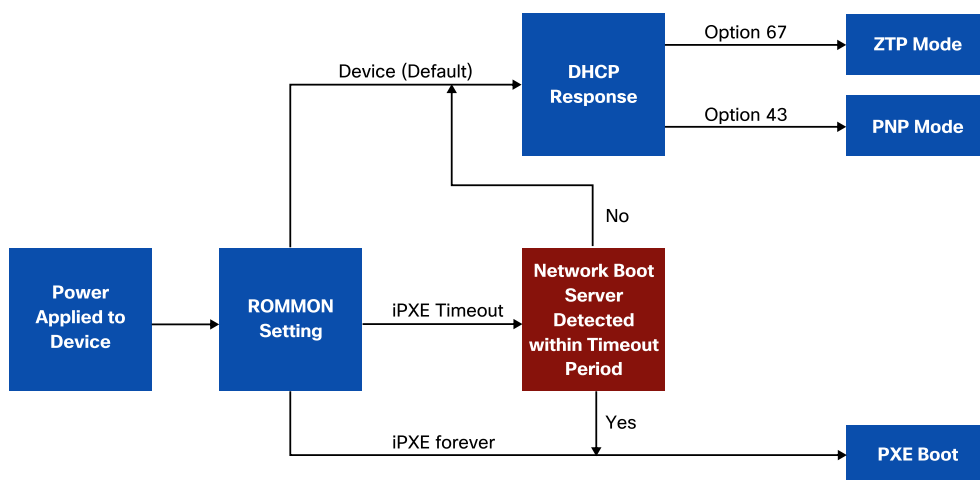 Option 67
ZTP Mode
Device (Default)
DHCP
Response
Option 43
PNP Mode
No
Power
Applied to
Device
ROMMON
Setting
iPXE Timeout
Network Boot
Server
Detected
within Timeout
Period
Yes
iPXE forever
PXE Boot